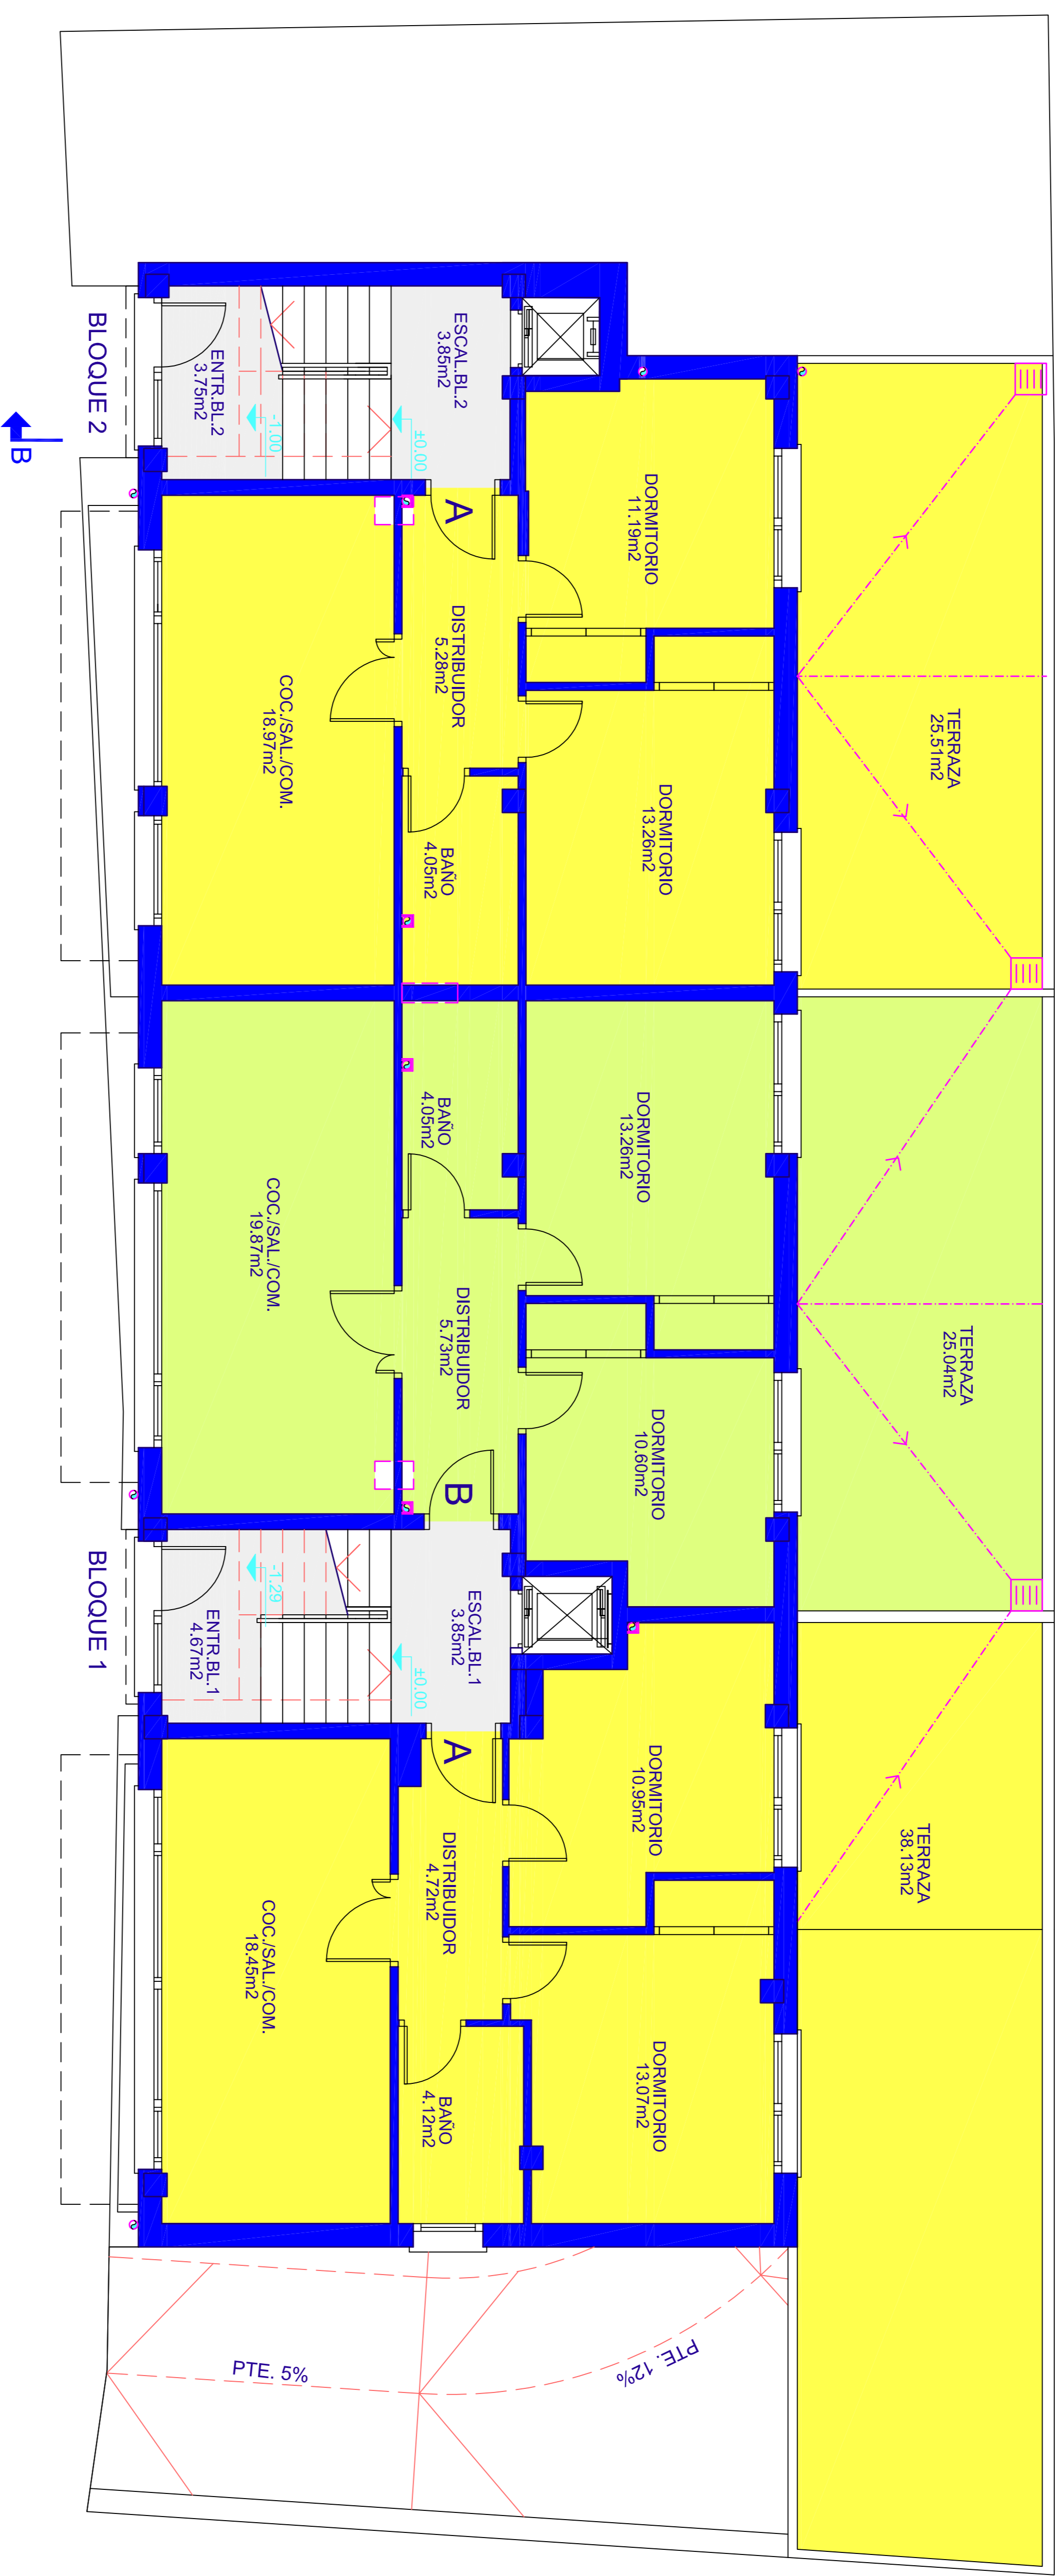 BLOQUE 2
B
ENTR.BL.2
3.75m2
-1.00
±0.00
ESCAL.BL.2
3.85m2
A
DORMITORIO
11.19m2
DISTRIBUIDOR
5.28m2
COC./SAL./COM.
18.97m2
BAÑO
4.05m2
DORMITORIO
13.26m2
TERRAZA
25.51m2
BAÑO
4.05m2
DORMITORIO
13.26m2
COC./SAL./COM.
19.87m2
DISTRIBUIDOR
5.73m2
DORMITORIO
10.60m2
TERRAZA
25.04m2
B
BLOQUE 1
ENTR.BL.1
4.67m2
-1.29
±0.00
ESCAL.BL.1
3.85m2
A
DORMITORIO
10.95m2
DISTRIBUIDOR
4.72m2
COC./SAL./COM.
18.45m2
BAÑO
4.12m2
DORMITORIO
13.07m2
TERRAZA
38.13m2
PTE. 5%
PTE. 12%